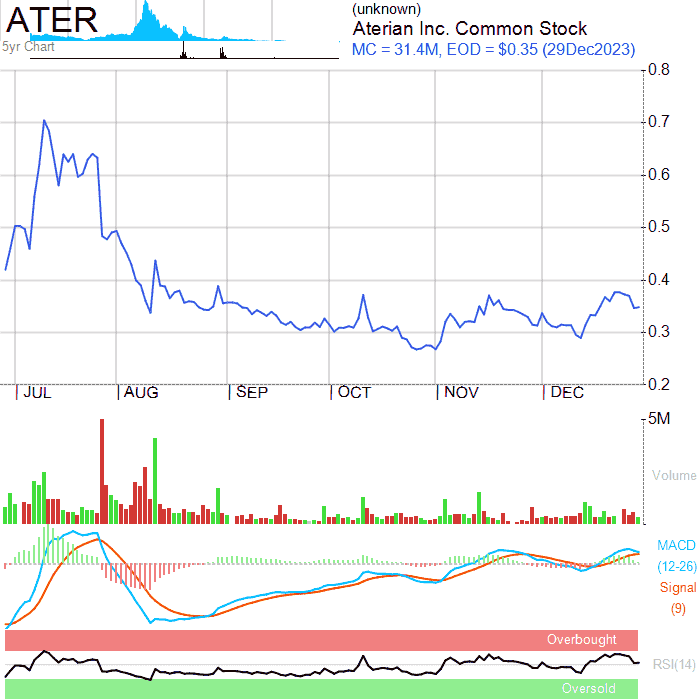 ATER
5yr Chart
(unknown)
Aterian Inc. Common Stock
MC = 31.4M, EOD = $0.35 (29Dec2023)
0.8
0.7
0.6
0.5
0.4
0.3
0.2
JUL AUG SEP OCT NOV DEC
5M
Volume
MACD
(12-26)
Signal
(9)
Overbought
RSI(14)
Oversold